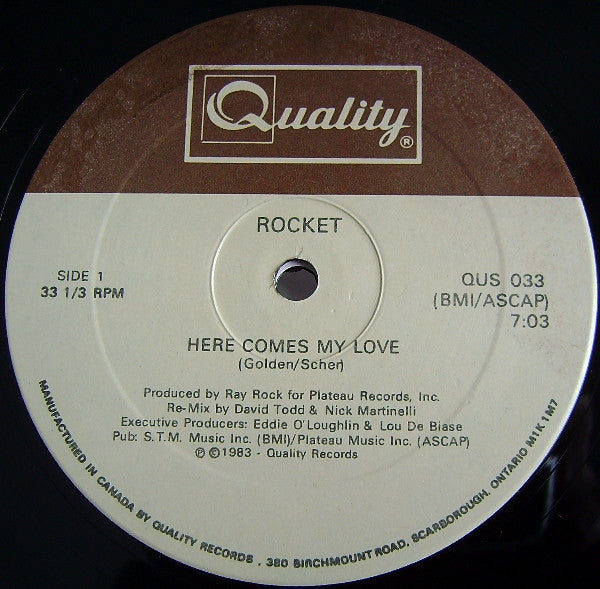 Quality®
ROCKET
SIDE 1
33 1/3 RPM
QUS 033
(BMI/ASCAP)
7:03
HERE COMES MY LOVE
(Golden/Scher)
Produced by Ray Rock for Plateau Records, Inc.
Re-Mix by David Todd & Nick Martinelli
Executive Producers: Eddie O'Loughlin & Lou De Biase
Pub: S.T.M. Music Inc. (BMI)/Plateau Music Inc. (ASCAP)
℗ ©1983 - Quality Records
MANUFACTURED IN CANADA BY QUALITY RECORDS . 380 BIRCHMOUNT ROAD, SCARBOROUGH, ONTARIO M1K 1M7